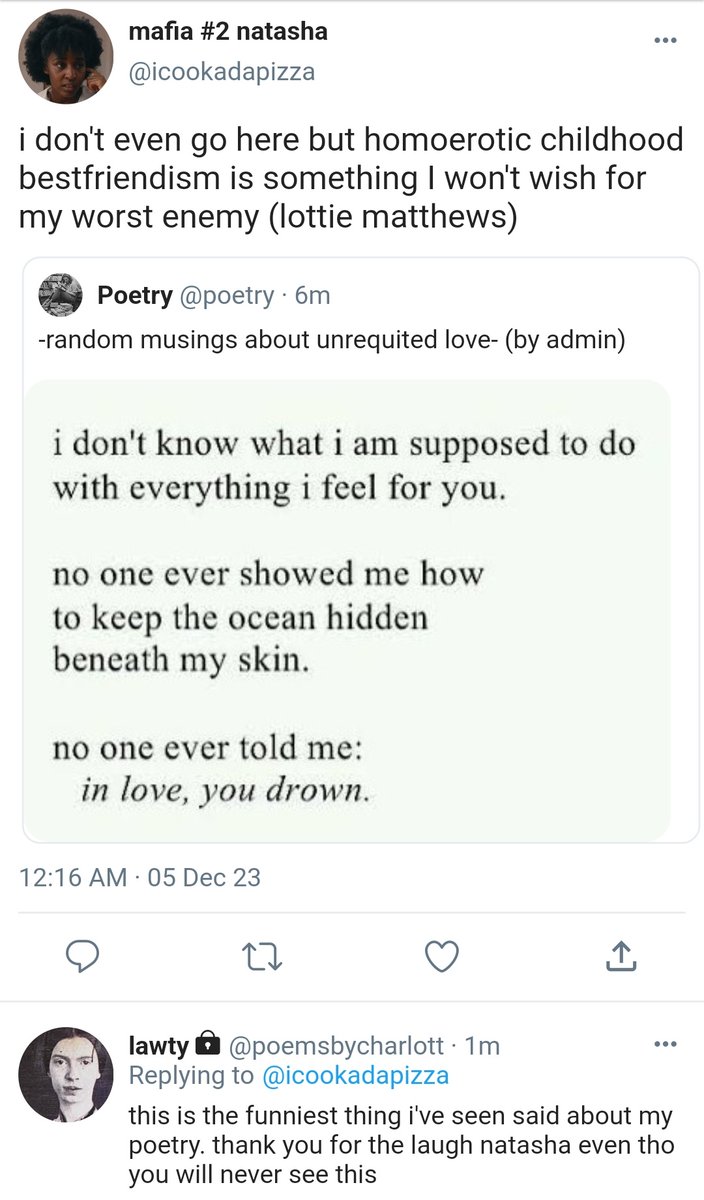 mafia #2 natasha
@icookadapizza
i don't even go here but homoerotic childhood
bestfriendism is something I won't wish for
my worst enemy (lottie matthews)
Poetry @poetry · 6m
-random musings about unrequited love- (by admin)
i don't know what i am supposed to do
with everything i feel for you.
no one ever showed me how
to keep the ocean hidden
beneath my skin.
no one ever told me:
in love, you drown.
12:16 AM · 05 Dec 23
lawty @poemsbycharlott · 1m
Replying to @icookadapizza
this is the funniest thing i've seen said about my
poetry. thank you for the laugh natasha even tho
you will never see this